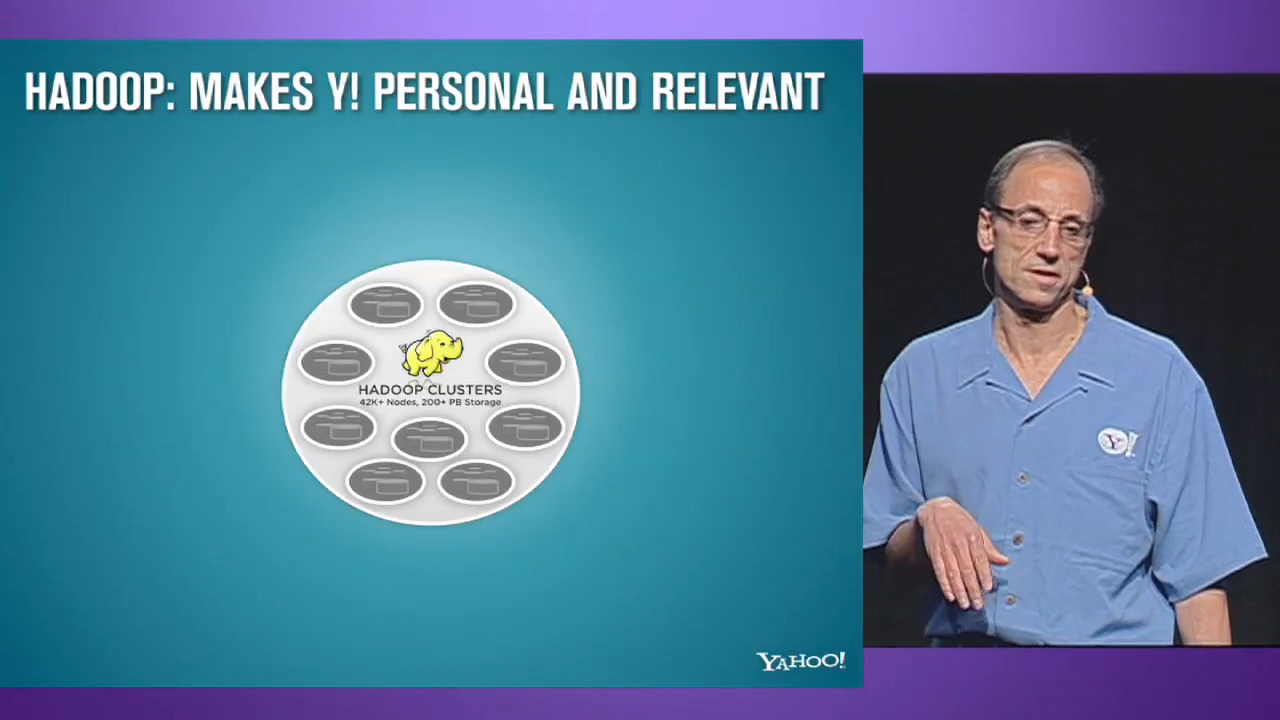 HADOOP: MAKES Y! PERSONAL AND RELEVANT
HADOOP CLUSTERS
42K+ Nodes, 200+ PB Storage
Y!
YAHOO!